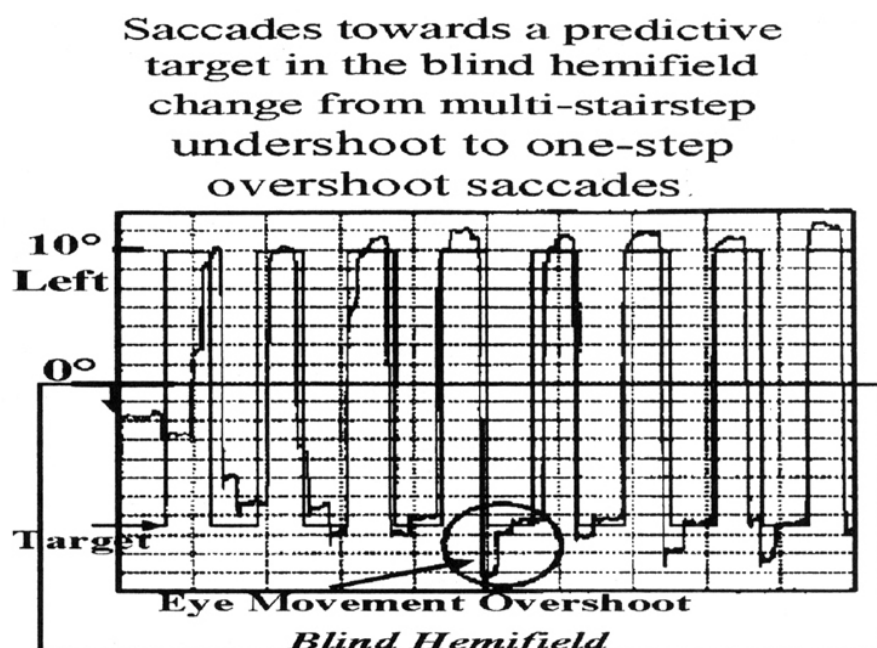 Saccades towards a predictive
target in the blind hemifield
change from multi-stairstep
undershoot to one-step
overshoot saccades.
10°
Left
0°
Target
Eye Movement Overshoot
Blind Hemifield